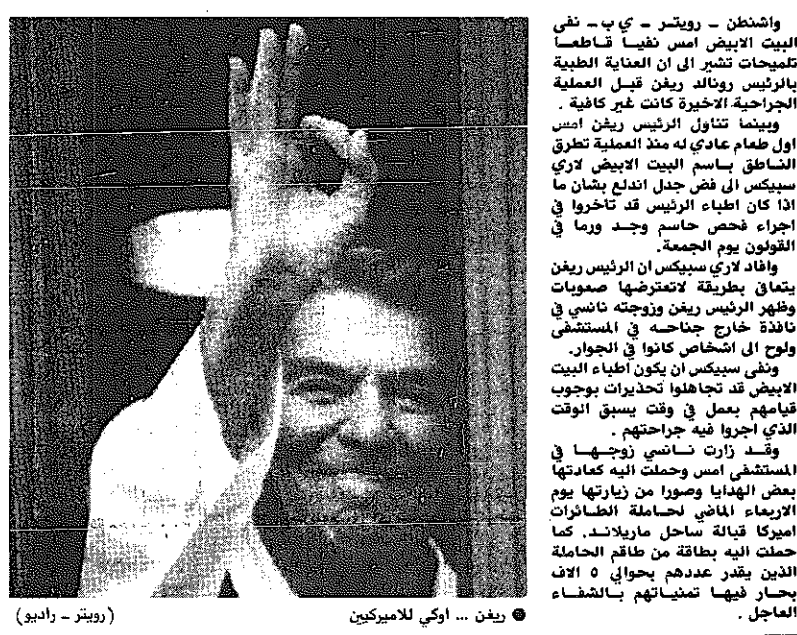 واشنطن - رويتر - ي ب - نفى
البيت الابيض امس نفيا قاطعا
تلميحات تشير الى ان العناية الطبية
بالرئيس رونالد ريغن قبل العملية
الجراحية الاخيرة كانت غير كافية .
وبينما تناول الرئيس ريغن امس
اول طعام عادي له منذ العملية تطرق
الناطق باسم البيت الابيض لاري
سبيكس الى فض جدل اندلع بشان ما
اذا كان اطباء الرئيس قد تاخروا في
اجراء فحص حاسم وجد ورما في
القولون يوم الجمعة.
وافاد لاري سبيكس ان الرئيس ريغن
يتعافى بطريقة لاتعترضها صعوبات
وظهر الرئيس ريغن وزوجته نانسي في
نافذة خارج جناحه في المستشفى
ولوح الى اشخاص كانوا في الجوار.
ونفى سبيكس ان يكون اطباء البيت
الابيض قد تجاهلوا تحذيرات بوجوب
قيامهم بعمل في وقت يسبق الوقت
الذي اجروا فيه جراحتهم .
وقد زارت نانسي زوجها في
المستشفى امس وحملت اليه كعادتها
بعض الهدايا وصورا من زيارتها يوم
الاربعاء الماضي لحاملة الطائرات
اميركا قبالة ساحل ماريلاند. كما
حملت اليه بطاقة من طاقم الحاملة
الذين يقدر عددهم بحوالي ٥ الاف
بحار فيها تمنياتهم بالشفاء
العاجل .
● ريغن ... اوكي للاميركيين
(رويتر - راديو)